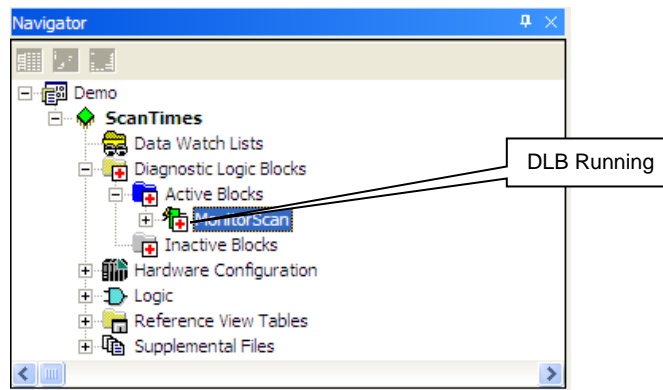 Navigator
Demo
ScanTimes
Data Watch Lists
Diagnostic Logic Blocks
DLB Running
Active Blocks
MonitorScan
Inactive Blocks
Hardware Configuration
Logic
Reference View Tables
Supplemental Files